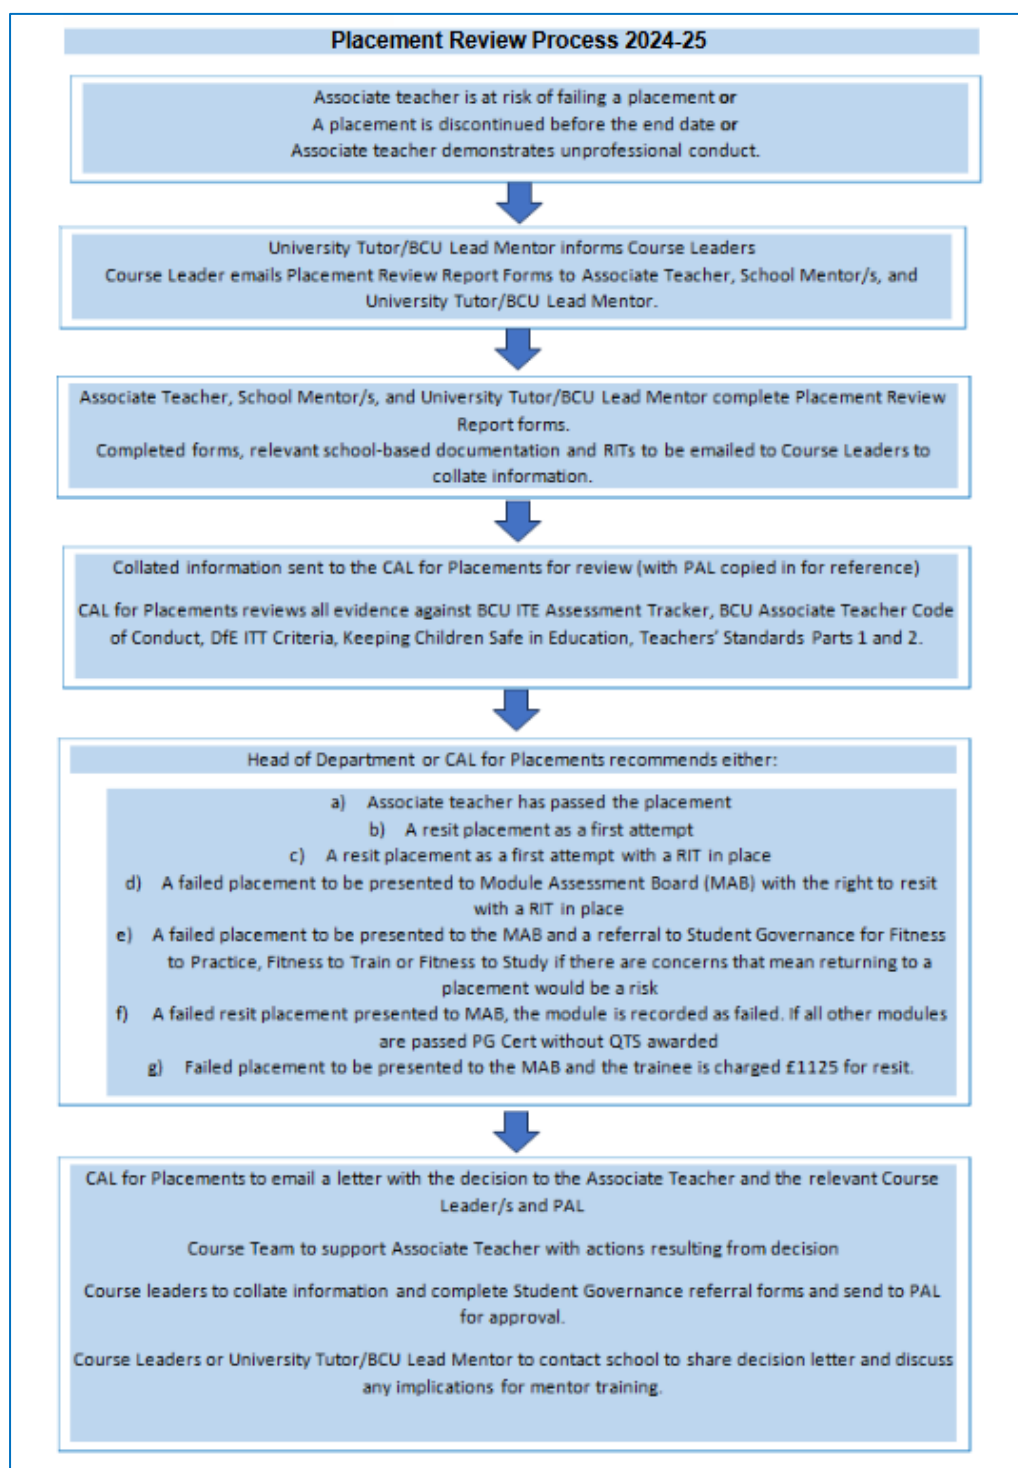 Placement Review Process 2024-25
Associate teacher is at risk of failing a placement or
A placement is discontinued before the end date or
Associate teacher demonstrates unprofessional conduct.
University Tutor/BCU Lead Mentor informs Course Leaders
Course Leader emails Placement Review Report Forms to Associate Teacher, School Mentor/s, and
University Tutor/BCU Lead Mentor.
Associate Teacher, School Mentor/s, and University Tutor/BCU Lead Mentor complete Placement Review
Report forms.
Completed forms, relevant school-based documentation and RITs to be emailed to Course Leaders to
collate information.
Collated information sent to the CAL for Placements for review (with PAL copied in for reference)
CAL for Placements reviews all evidence against BCU ITE Assessment Tracker, BCU Associate Teacher Code
of Conduct, DfE ITT Criteria, Keeping Children Safe in Education, Teachers' Standards Parts 1 and 2.
Head of Department or CAL for Placements recommends either:
a) Associate teacher has passed the placement
b) A resit placement as a first attempt
c) A resit placement as a first attempt with a RIT in place
d) A failed placement to be presented to Module Assessment Board (MAB) with the right to resit
with a RIT in place
e) A failed placement to be presented to the MAB and a referral to Student Governance for Fitness
to Practice, Fitness to Train or Fitness to Study if there are concerns that mean returning to a
placement would be a risk
f) A failed resit placement presented to MAB, the module is recorded as failed. If all other modules
are passed PG Cert without QTS awarded
g) Failed placement to be presented to the MAB and the trainee is charged £1125 for resit.
CAL for Placements to email a letter with the decision to the Associate Teacher and the relevant Course
Leader/s and PAL
Course Team to support Associate Teacher with actions resulting from decision
Course leaders to collate information and complete Student Governance referral forms and send to PAL
for approval.
Course Leaders or University Tutor/BCU Lead Mentor to contact school to share decision letter and discuss
any implications for mentor training.